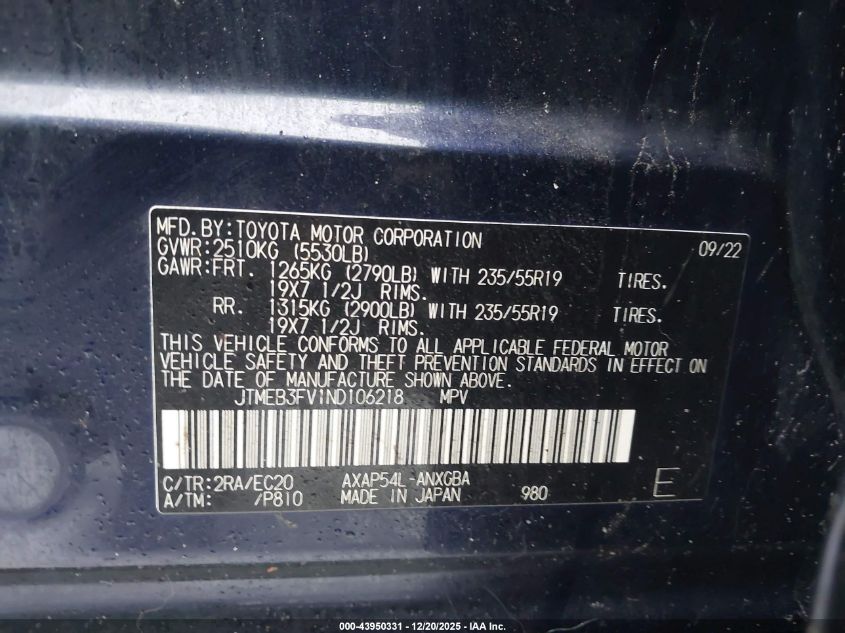 MFD.BY:TOYOTA MOTOR CORPORATION 09/22
GVWR:2510KG (5530LB)
GAWR:FRT. 1265KG (2790LB) WITH 235/55R19 TIRES.
19X7 1/2J RIMS.
RR. 1315KG (2900LB) WITH 235/55R19 TIRES.
19X7 1/2J RIMS.
THIS VEHICLE CONFORMS TO ALL APPLICABLE FEDERAL MOTOR
VEHICLE SAFETY AND THEFT PREVENTION STANDARDS IN EFFECT ON
THE DATE OF MANUFACTURE SHOWN ABOVE.
JTMEB3FV1ND106218 MPV
C/TR:2RA/EC20 AXAP54L-ANXGBA
A/TM: /P810 MADE IN JAPAN 980 E
000-43950331 - 12/20/2025 - IAA Inc.